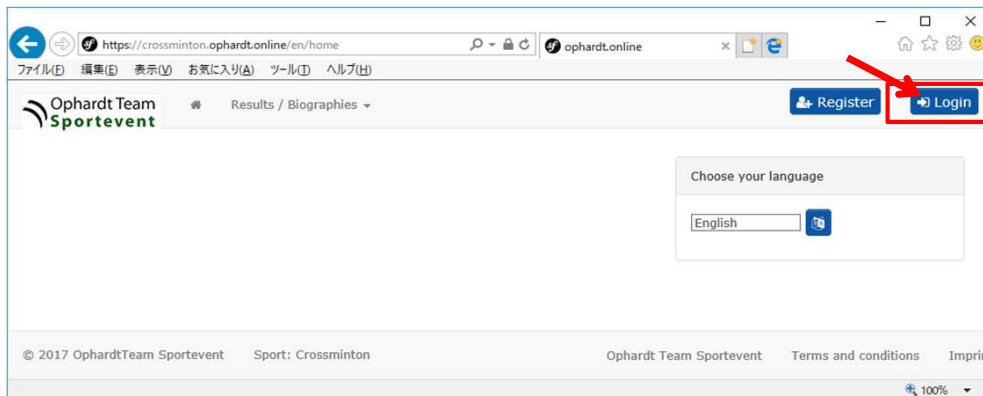 https://crossminton.ophardt.online/en/home
ophardt.online
ファイル(F) 編集(E) 表示(V) お気に入り(A) ツール(T) ヘルプ(H)
Ophardt Team
Sportevent
Results / Biographies
Register
Login
Choose your language
English
© 2017 OphardtTeam Sportevent Sport: Crossminton Ophardt Team Sportevent Terms and conditions Impri
100%